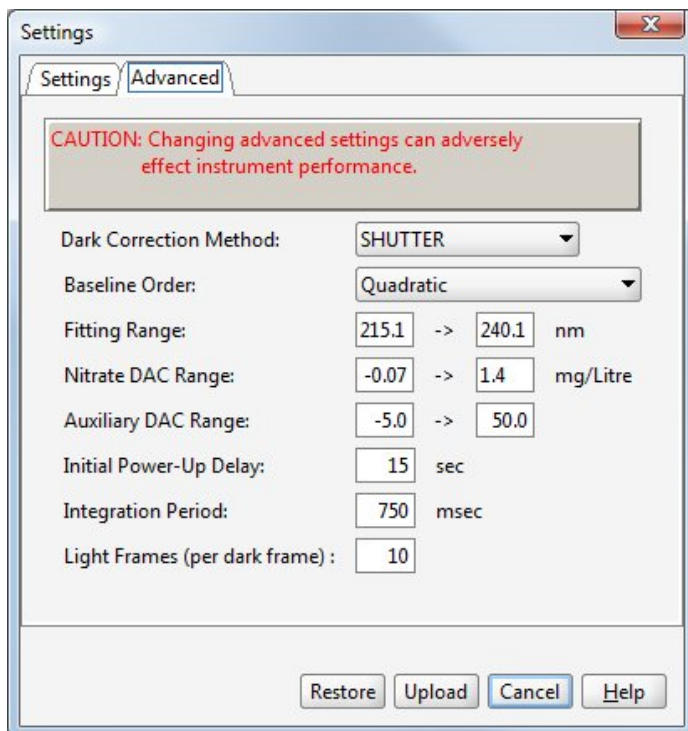 Settings
Settings Advanced
CAUTION: Changing advanced settings can adversely
effect instrument performance.
Dark Correction Method: SHUTTER
Baseline Order: Quadratic
Fitting Range: 215.1 -> 240.1 nm
Nitrate DAC Range: -0.07 -> 1.4 mg/Litre
Auxiliary DAC Range: -5.0 -> 50.0
Initial Power-Up Delay: 15 sec
Integration Period: 750 msec
Light Frames (per dark frame) : 10
Restore Upload Cancel Help